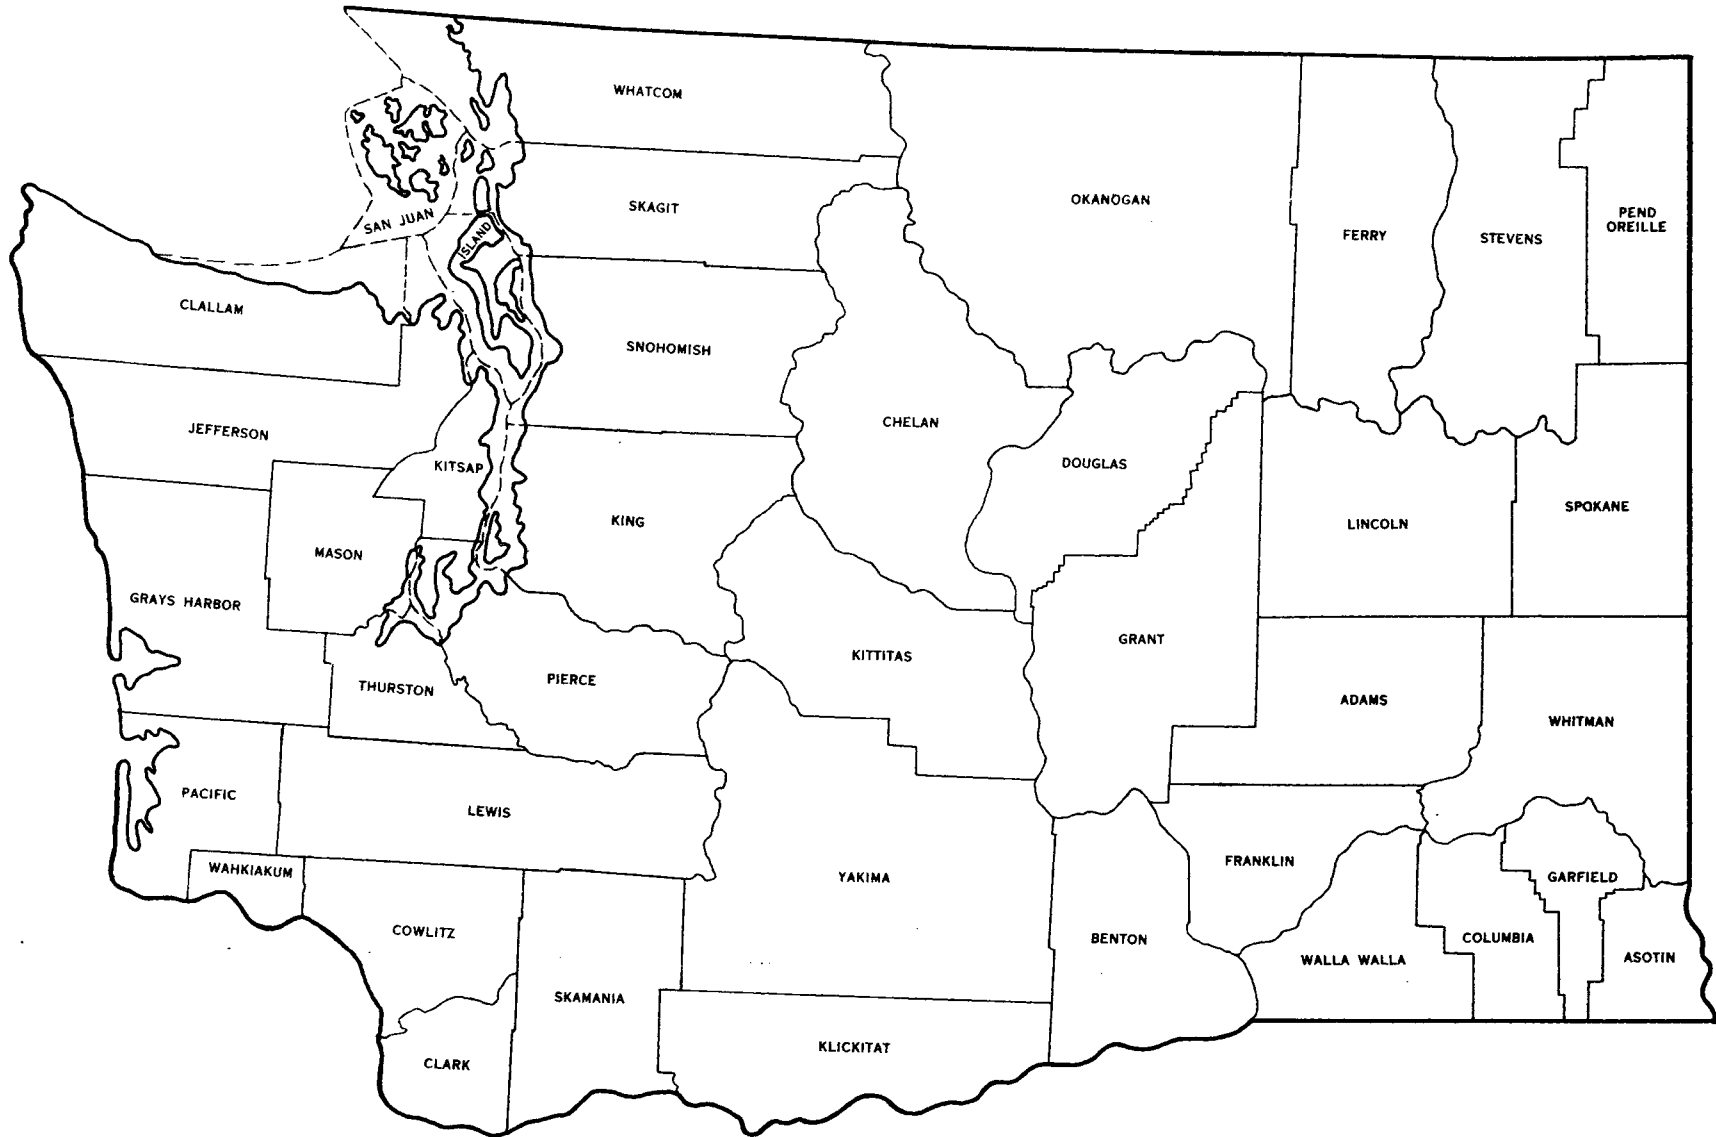 WHATCOM
SKAGIT
OKANOGAN
SAN JUAN
PEND
OREILLE
FERRY
STEVENS
ISLAND
CLALLAM
SNOHOMISH
CHELAN
JEFFERSON
KITSAP
DOUGLAS
KING
LINCOLN
SPOKANE
MASON
GRAYS HARBOR
GRANT
KITTITAS
THURSTON
PIERCE
ADAMS
WHITMAN
PACIFIC
LEWIS
WAHKIAKUM
YAKIMA
FRANKLIN
GARFIELD
COWLITZ
BENTON
COLUMBIA
WALLA WALLA
ASOTIN
SKAMANIA
KLICKITAT
CLARK